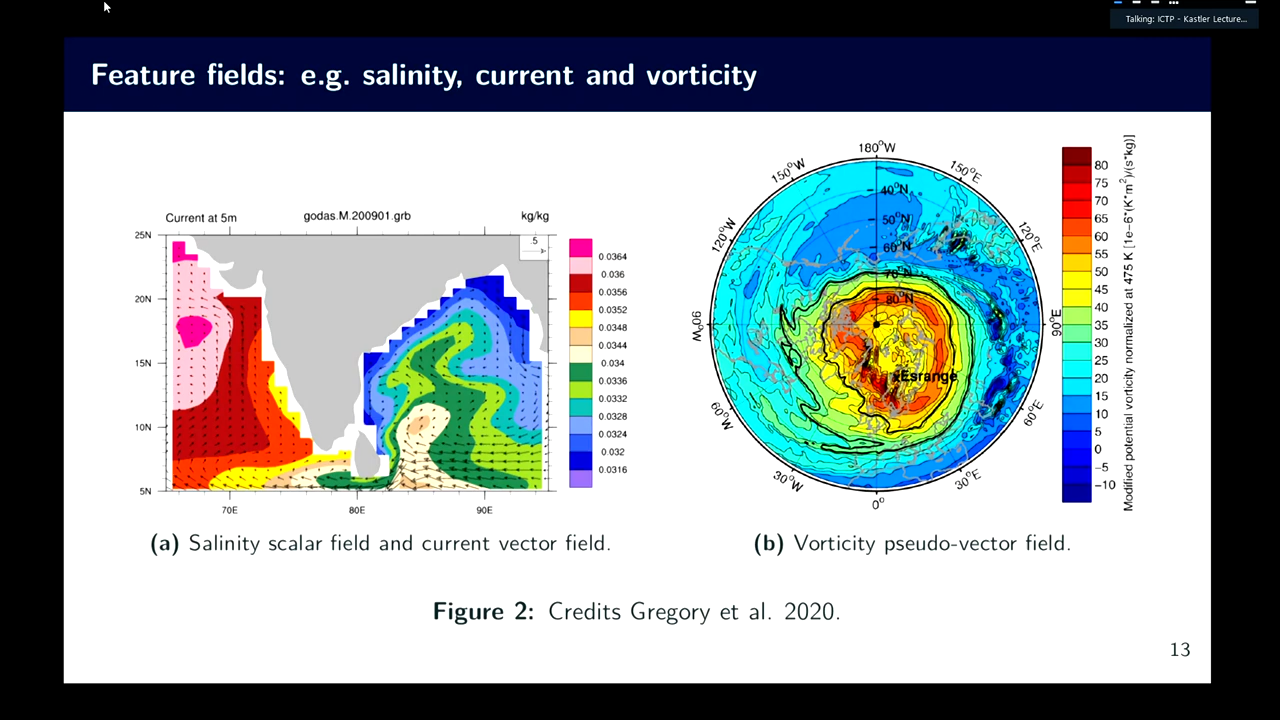 Talking: ICTP - Kastler Lecture...
Feature fields: e.g. salinity, current and vorticity
Current at 5m godas.M.200901.grb kg/kg
.5
25N
20N
15N
10N
5N
70E 80E 90E
0.0364
0.036
0.0356
0.0352
0.0348
0.0344
0.034
0.0336
0.0332
0.0328
0.0324
0.032
0.0316
(a) Salinity scalar field and current vector field.
180°W
150°W
150°E
120°W
120°E
90°W
90°E
60°W
60°E
30°W
30°E
0°
40°N
50°N
60°N
70°N
80°N
Esrange
80
75
70
65
60
55
50
45
40
35
30
25
20
15
10
5
0
−5
−10
Modified potential vorticity normalized at 475 K [1e−6*(K*m²)/(s*kg)]
(b) Vorticity pseudo-vector field.
Figure 2: Credits Gregory et al. 2020.
13